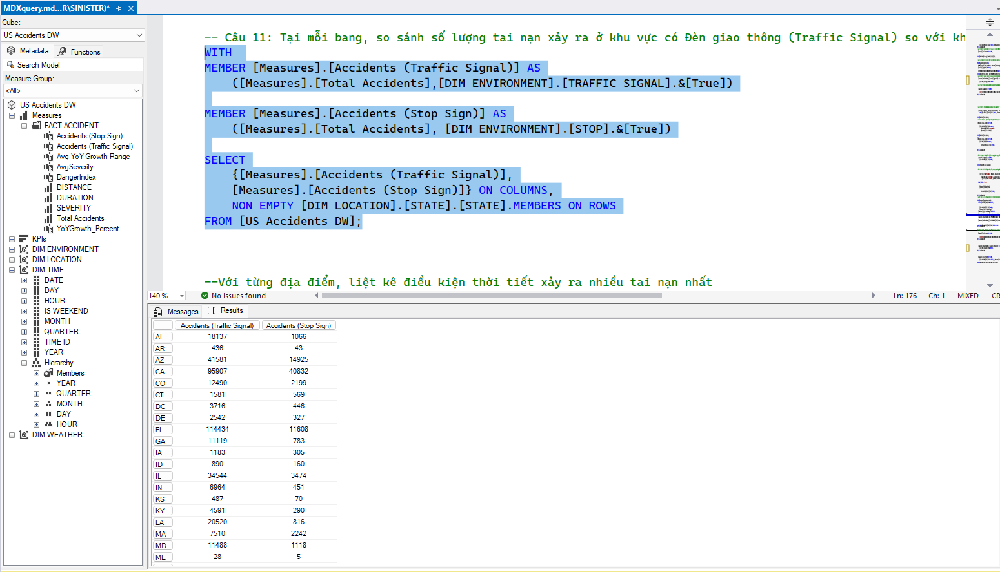 MDXquery.md...R\SINISTER)*
Cube:
US Accidents DW
Metadata
Functions
Search Model
Measure Group:
<All>
US Accidents DW
Measures
FACT ACCIDENT
Accidents (Stop Sign)
Accidents (Traffic Signal)
Avg YoY Growth Range
AvgSeverity
DangerIndex
DISTANCE
DURATION
SEVERITY
Total Accidents
YoYGrowth_Percent
KPIs
DIM ENVIRONMENT
DIM LOCATION
DIM TIME
DATE
DAY
HOUR
IS WEEKEND
MONTH
QUARTER
TIME ID
YEAR
Hierarchy
Members
YEAR
QUARTER
MONTH
DAY
HOUR
DIM WEATHER
-- Câu 11: Tại mỗi bang, so sánh số lượng tai nạn xảy ra ở khu vực có Đèn giao thông (Traffic Signal) so với kh
WITH
MEMBER [Measures].[Accidents (Traffic Signal)] AS
([Measures].[Total Accidents],[DIM ENVIRONMENT].[TRAFFIC SIGNAL].&[True])
MEMBER [Measures].[Accidents (Stop Sign)] AS
([Measures].[Total Accidents], [DIM ENVIRONMENT].[STOP].&[True])
SELECT
{[Measures].[Accidents (Traffic Signal)],
[Measures].[Accidents (Stop Sign)]} ON COLUMNS,
NON EMPTY [DIM LOCATION].[STATE].[STATE].MEMBERS ON ROWS
FROM [US Accidents DW];
--Với từng địa điểm, liệt kê điều kiện thời tiết xảy ra nhiều tai nạn nhất
140 %
No issues found
Ln: 176
Ch: 1
MIXED
CR
Messages
Results
Accidents (Traffic Signal) Accidents (Stop Sign)
AL 18137 1066
AR 436 43
AZ 41581 14925
CA 95907 40832
CO 12490 2199
CT 1581 569
DC 3716 446
DE 2542 327
FL 114434 11608
GA 11119 783
IA 1183 305
ID 890 160
IL 34544 3474
IN 6964 451
KS 487 70
KY 4591 290
LA 20520 816
MA 7510 2242
MD 11488 1118
ME 28 5